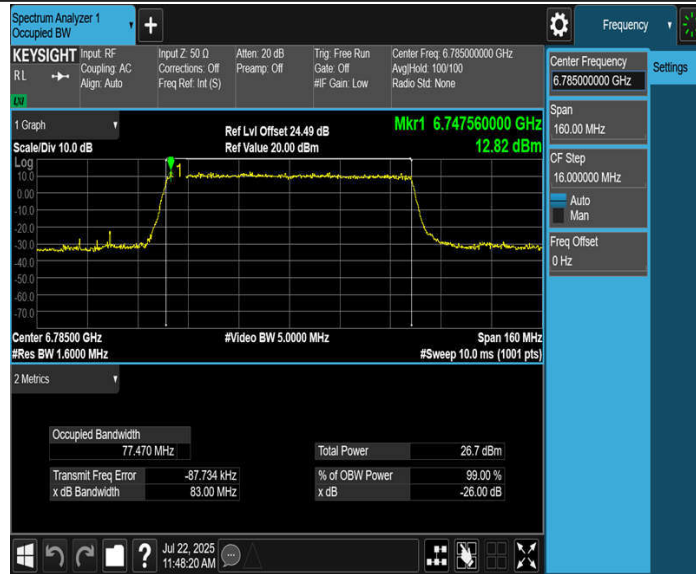 Spectrum Analyzer 1
Occupied BW
Frequency
KEYSIGHT
RL
Input: RF
Coupling: AC
Align: Auto
Input Z: 50 Ω
Corrections: Off
Freq Ref: Int (S)
Atten: 20 dB
Preamp: Off
Trig: Free Run
Gate: Off
#IF Gain: Low
Center Freq: 6.785000000 GHz
Avg|Hold: 100/100
Radio Std: None
LXI
Center Frequency
6.785000000 GHz
Settings
Span
160.00 MHz
CF Step
16.000000 MHz
Auto
Man
Freq Offset
0 Hz
1 Graph
Scale/Div 10.0 dB
Ref Lvl Offset 24.49 dB
Ref Value 20.00 dBm
Mkr1 6.747560000 GHz
12.82 dBm
Log
10.0
0.00
-10.0
-20.0
-30.0
-40.0
-50.0
-60.0
-70.0
1
Center 6.78500 GHz
#Res BW 1.6000 MHz
#Video BW 5.0000 MHz
Span 160 MHz
#Sweep 10.0 ms (1001 pts)
2 Metrics
Occupied Bandwidth
77.470 MHz
Total Power 26.7 dBm
Transmit Freq Error -87.734 kHz
% of OBW Power 99.00 %
x dB Bandwidth 83.00 MHz
x dB -26.00 dB
?
Jul 22, 2025
11:48:20 AM